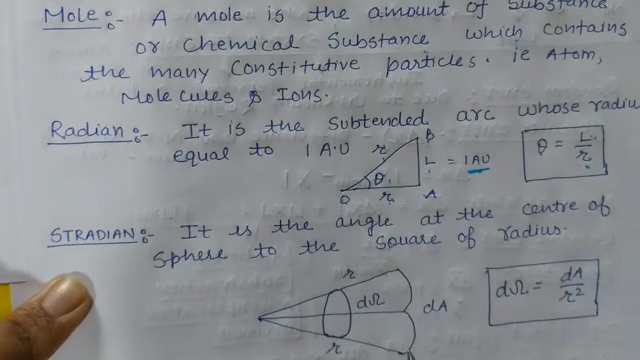 Mole:- A mole is the amount of Substance
or Chemical Substance which contains
the many Constitutive particles. ie Atom,
Molecules & Ions.
Radian:- It is the Subtended arc whose radiu
equal to 1 A.U
r B
L = 1AU
θ
O r A
θ = L/r
STRADIAN:- It is the angle at the centre of
Sphere to the Square of radius.
r
dΩ dA
r
dΩ = dA/r²